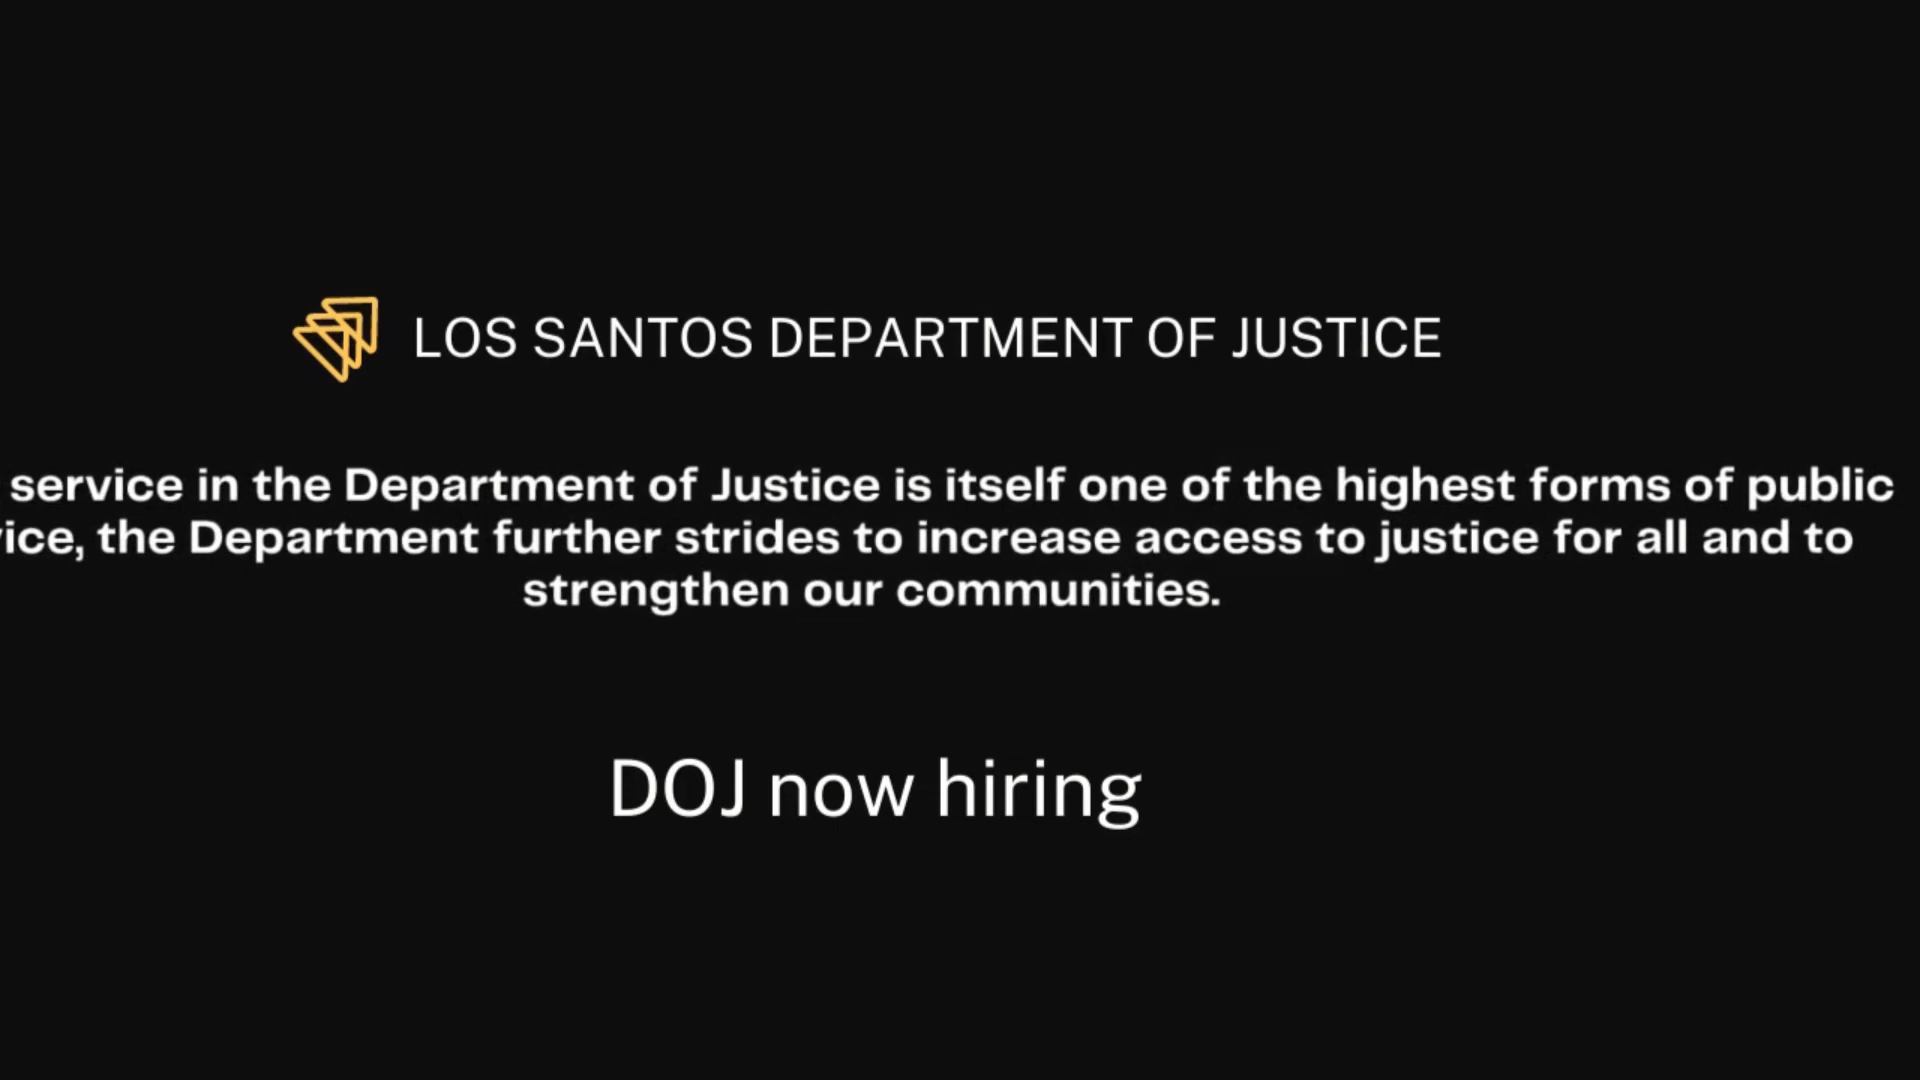 LOS SANTOS DEPARTMENT OF JUSTICE
service in the Department of Justice is itself one of the highest forms of public
the Department further strides to increase access to justice for all and to
strengthen our communities.
DOJ now hiring